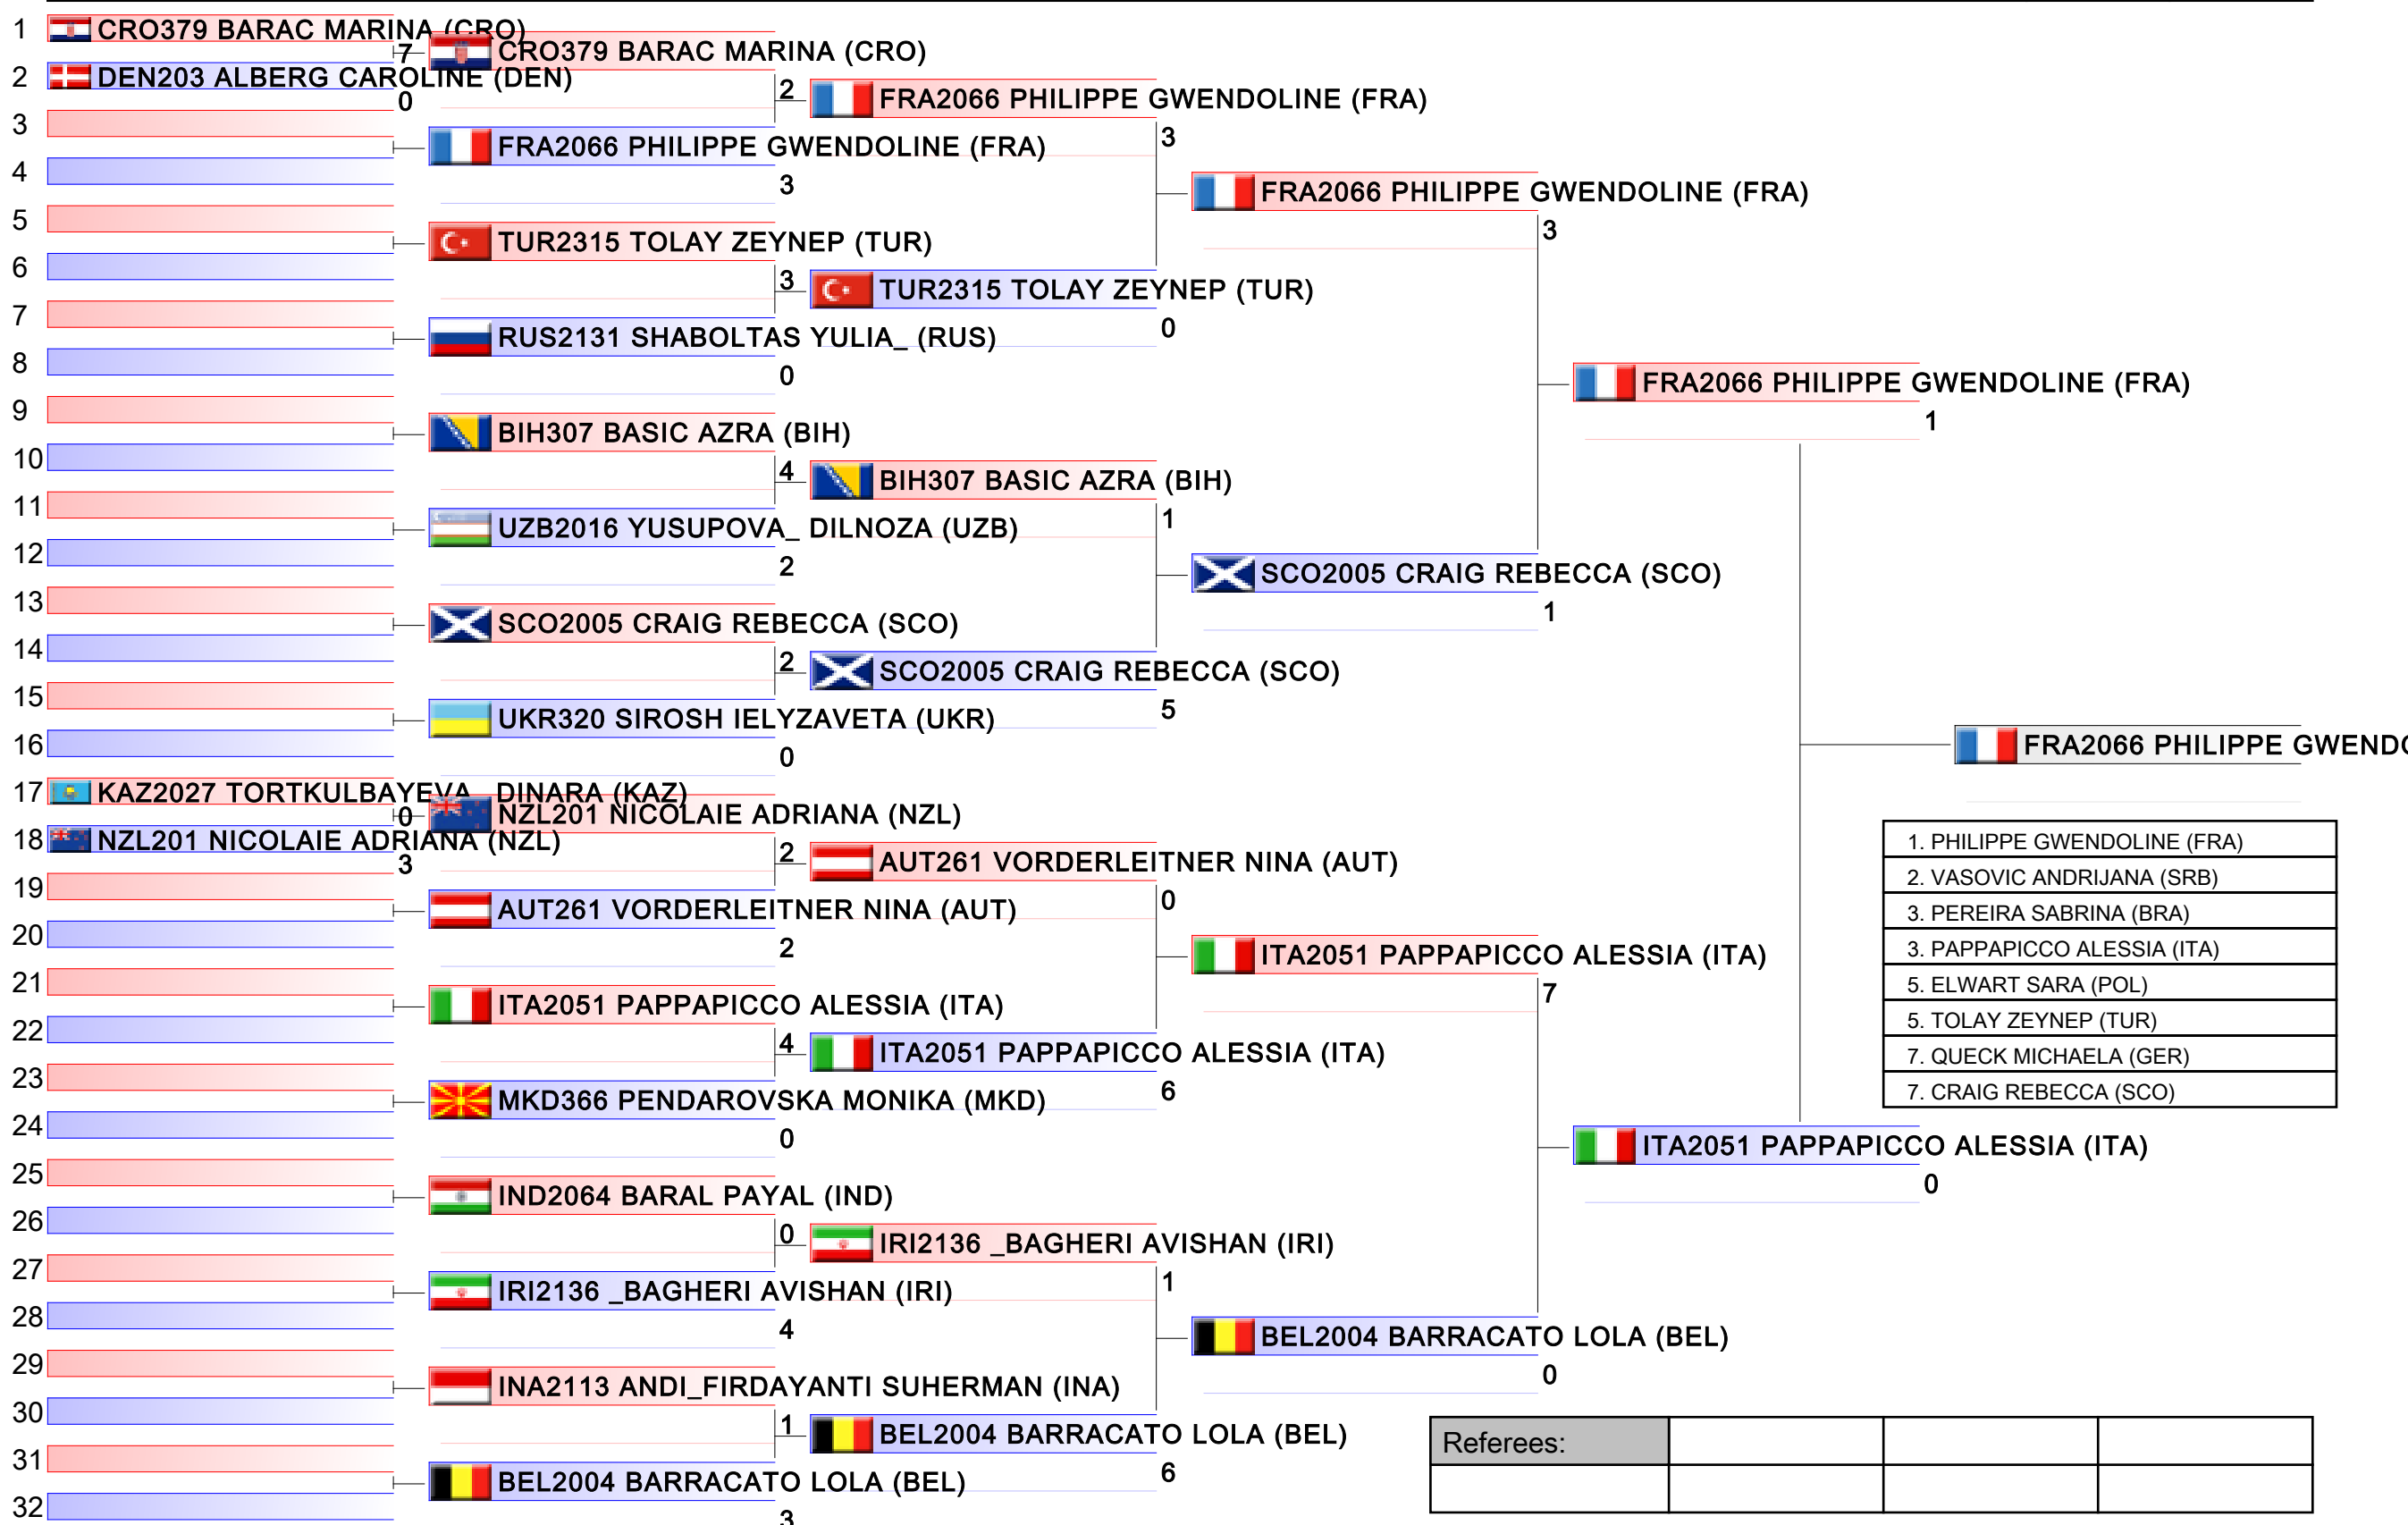 1 CRO379 BARAC MARINA (CRO)
7
CRO379 BARAC MARINA (CRO)
2 DEN203 ALBERG CAROLINE (DEN)
0
2
FRA2066 PHILIPPE GWENDOLINE (FRA)
3
3
FRA2066 PHILIPPE GWENDOLINE (FRA)
4
3
FRA2066 PHILIPPE GWENDOLINE (FRA)
5
3
TUR2315 TOLAY ZEYNEP (TUR)
6
3
TUR2315 TOLAY ZEYNEP (TUR)
7
0
RUS2131 SHABOLTAS YULIA_ (RUS)
8
0
FRA2066 PHILIPPE GWENDOLINE (FRA)
9
1
BIH307 BASIC AZRA (BIH)
10
4
BIH307 BASIC AZRA (BIH)
11
1
UZB2016 YUSUPOVA_ DILNOZA (UZB)
12
2
SCO2005 CRAIG REBECCA (SCO)
13
1
SCO2005 CRAIG REBECCA (SCO)
14
2
SCO2005 CRAIG REBECCA (SCO)
15
5
UKR320 SIROSH IELYZAVETA (UKR)
16
0
FRA2066 PHILIPPE GWENDO
17 KAZ2027 TORTKULBAYEVA_ DINARA (KAZ)
0
NZL201 NICOLAIE ADRIANA (NZL)
18 NZL201 NICOLAIE ADRIANA (NZL)
3
2
AUT261 VORDERLEITNER NINA (AUT)
19
0
AUT261 VORDERLEITNER NINA (AUT)
20
2
ITA2051 PAPPAPICCO ALESSIA (ITA)
21
7
ITA2051 PAPPAPICCO ALESSIA (ITA)
22
4
ITA2051 PAPPAPICCO ALESSIA (ITA)
23
6
MKD366 PENDAROVSKA MONIKA (MKD)
24
0
ITA2051 PAPPAPICCO ALESSIA (ITA)
25
0
IND2064 BARAL PAYAL (IND)
26
0
IRI2136 _BAGHERI AVISHAN (IRI)
27
1
IRI2136 _BAGHERI AVISHAN (IRI)
28
4
BEL2004 BARRACATO LOLA (BEL)
29
0
INA2113 ANDI_FIRDAYANTI SUHERMAN (INA)
30
1
BEL2004 BARRACATO LOLA (BEL)
31
6
BEL2004 BARRACATO LOLA (BEL)
32
3
1. PHILIPPE GWENDOLINE (FRA)
2. VASOVIC ANDRIJANA (SRB)
3. PEREIRA SABRINA (BRA)
3. PAPPAPICCO ALESSIA (ITA)
5. ELWART SARA (POL)
5. TOLAY ZEYNEP (TUR)
7. QUECK MICHAELA (GER)
7. CRAIG REBECCA (SCO)
Referees: